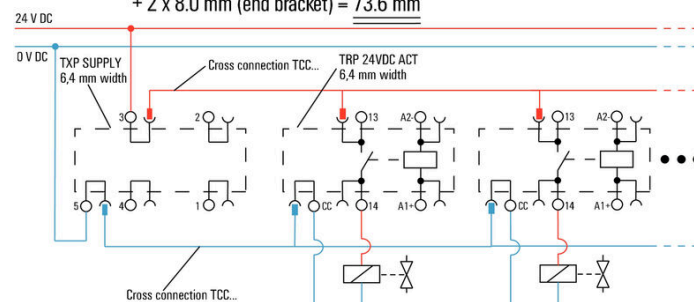 + 2 x 8.0 mm (end bracket) = 73.6 mm
24 V DC
0 V DC
TXP SUPPLY
6,4 mm width
Cross connection TCC...
TRP 24VDC ACT
6,4 mm width
3
2
13
A2-
13
A2-
5
4
1
CC
14
A1+
CC
14
A1+
Cross connection TCC...